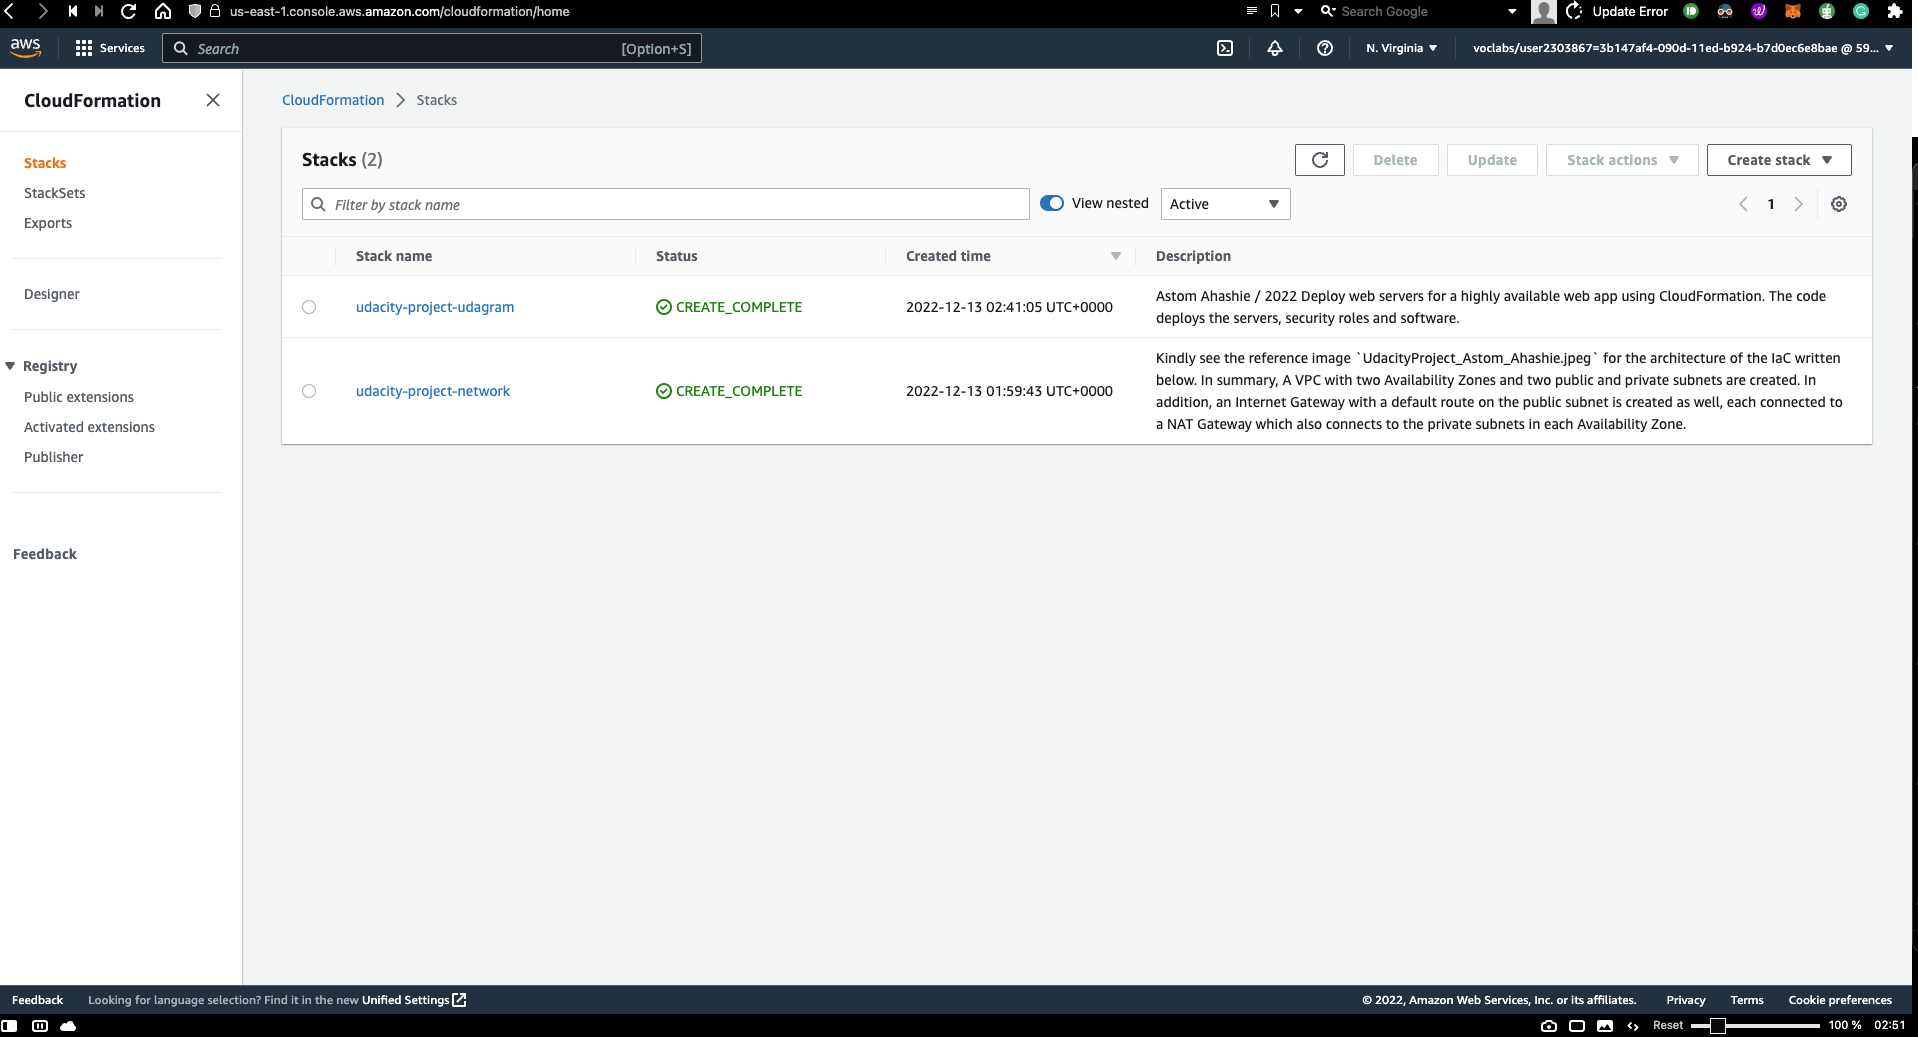 us-east-1.console.aws.amazon.com/cloudformation/home
Search Google
Update Error
aws
Services
Search
[Option+S]
N. Virginia
voclabs/user2303867=3b147af4-090d-11ed-b924-b7d0ec6e8bae @ 59...
CloudFormation
Stacks
StackSets
Exports
Designer
Registry
Public extensions
Activated extensions
Publisher
Feedback
CloudFormation
Stacks
Stacks (2)
Delete
Update
Stack actions
Create stack
Filter by stack name
View nested
Active
1
Stack name
Status
Created time
Description
udacity-project-udagram
CREATE_COMPLETE
2022-12-13 02:41:05 UTC+0000
Astom Ahashie / 2022 Deploy web servers for a highly available web app using CloudFormation. The code
deploys the servers, security roles and software.
udacity-project-network
CREATE_COMPLETE
2022-12-13 01:59:43 UTC+0000
Kindly see the reference image `UdacityProject_Astom_Ahashie.jpeg` for the architecture of the IaC written
below. In summary, A VPC with two Availability Zones and two public and private subnets are created. In
addition, an Internet Gateway with a default route on the public subnet is created as well, each connected to
a NAT Gateway which also connects to the private subnets in each Availability Zone.
Feedback
Looking for language selection? Find it in the new Unified Settings
© 2022, Amazon Web Services, Inc. or its affiliates.
Privacy
Terms
Cookie preferences
Reset
100 %
02:51